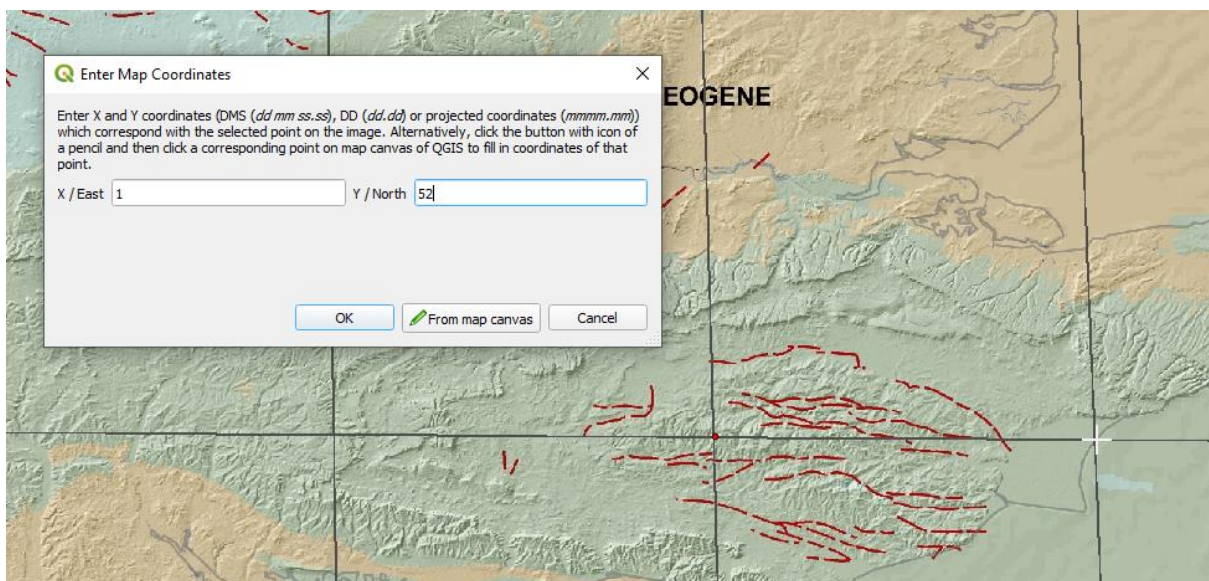 Enter Map Coordinates
EOGENE
Enter X and Y coordinates (DMS (dd mm ss.ss), DD (dd.dd) or projected coordinates (mmmm.mm))
which correspond with the selected point on the image. Alternatively, click the button with icon of
a pencil and then click a corresponding point on map canvas of QGIS to fill in coordinates of that
point.
X / East 1 Y / North 52
OK From map canvas Cancel